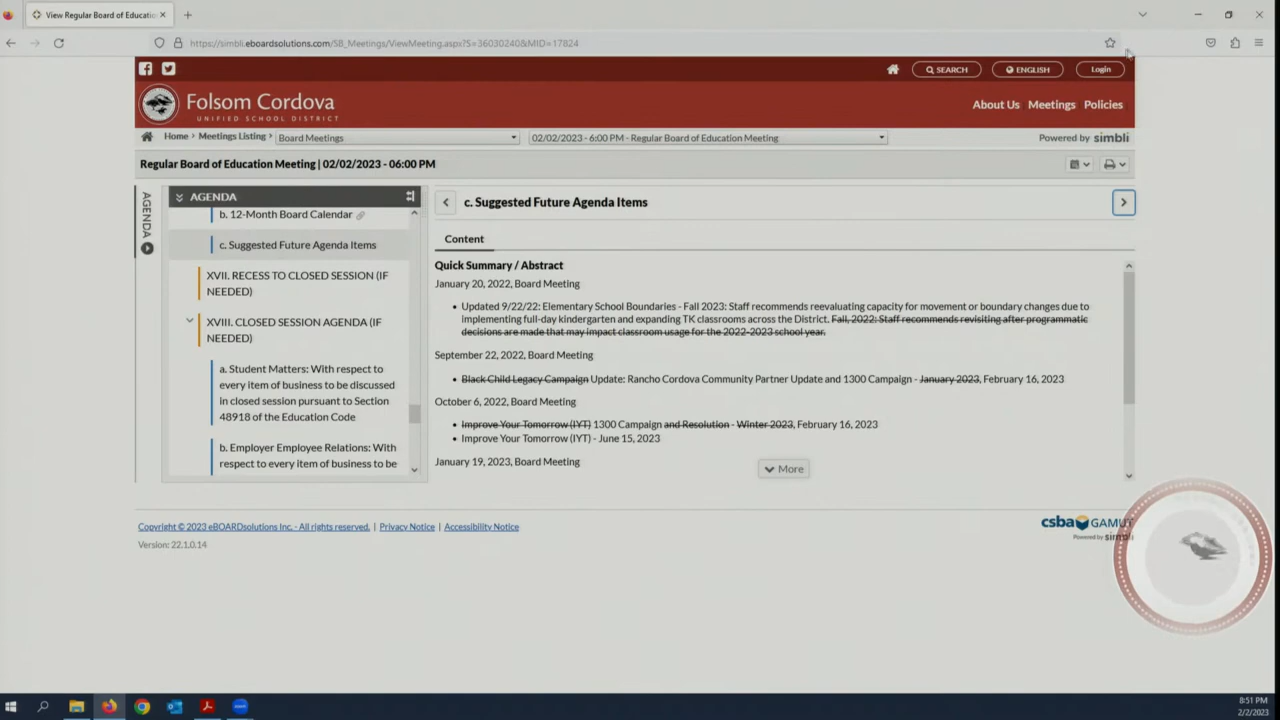 View Regular Board of Educatio
https://simbli.eboardsolutions.com/SB_Meetings/ViewMeeting.aspx?S=36030240&MID=17824
SEARCH
ENGLISH
Login
Folsom Cordova
UNIFIED SCHOOL DISTRICT
About Us Meetings Policies
Home > Meetings Listing > Board Meetings
02/02/2023 - 6:00 PM - Regular Board of Education Meeting
Powered by simbli
Regular Board of Education Meeting | 02/02/2023 - 06:00 PM
AGENDA
AGENDA
b. 12-Month Board Calendar
c. Suggested Future Agenda Items
XVII. RECESS TO CLOSED SESSION (IF
NEEDED)
XVIII. CLOSED SESSION AGENDA (IF
NEEDED)
a. Student Matters: With respect to
every item of business to be discussed
in closed session pursuant to Section
48918 of the Education Code
b. Employer Employee Relations: With
respect to every item of business to be
c. Suggested Future Agenda Items
Content
Quick Summary / Abstract
January 20, 2022, Board Meeting
• Updated 9/22/22: Elementary School Boundaries - Fall 2023: Staff recommends reevaluating capacity for movement or boundary changes due to
implementing full-day kindergarten and expanding TK classrooms across the District. Fall, 2022: Staff recommends revisiting after programmatic
decisions are made that may impact classroom usage for the 2022-2023 school year.
September 22, 2022, Board Meeting
• Black Child Legacy Campaign Update: Rancho Cordova Community Partner Update and 1300 Campaign - January 2023, February 16, 2023
October 6, 2022, Board Meeting
• Improve Your Tomorrow (IYT) 1300 Campaign and Resolution - Winter 2023, February 16, 2023
• Improve Your Tomorrow (IYT) - June 15, 2023
January 19, 2023, Board Meeting
More
Copyright © 2023 eBOARDsolutions Inc. - All rights reserved. | Privacy Notice | Accessibility Notice
Version: 22.1.0.14
csba GAMUT
Powered by simbli
8:51 PM
2/2/2023